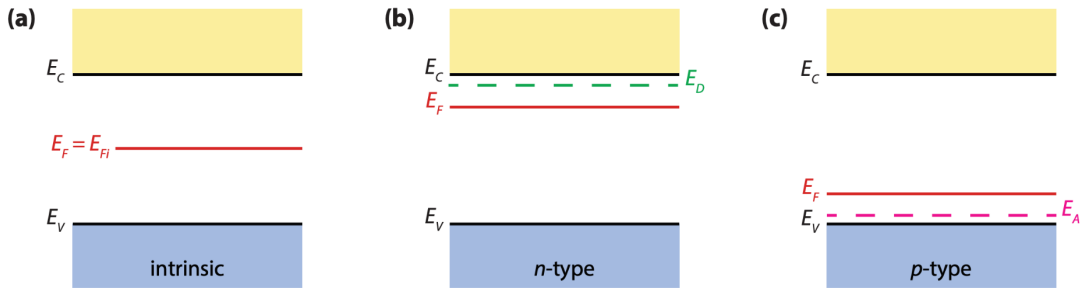 (a)
E_C
E_F = E_Fi
E_V
intrinsic
(b)
E_C
E_D
E_F
E_V
n-type
(c)
E_C
E_F
E_V
E_A
p-type